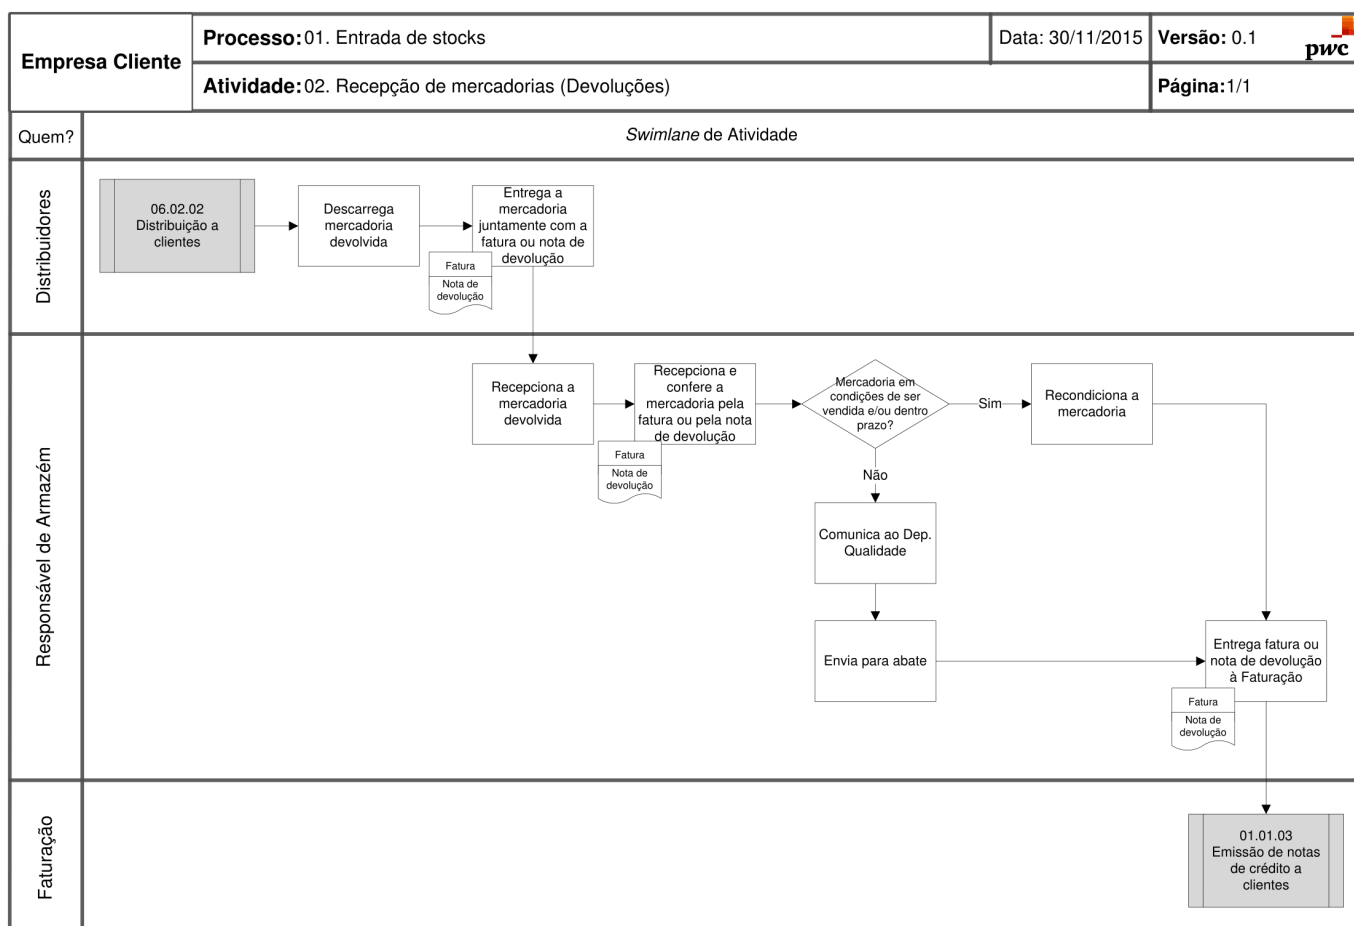 Empresa Cliente
Processo: 01. Entrada de stocks
Data: 30/11/2015
Versão: 0.1
pwc
Atividade: 02. Recepção de mercadorias (Devoluções)
Página:1/1
Quem?
Swimlane de Atividade
Distribuidores
06.02.02
Distribuição a
clientes
Descarrega
mercadoria
devolvida
Entrega a
mercadoria
juntamente com a
fatura ou nota de
devolução
Fatura
Nota de
devolução
Responsável de Armazém
Recepciona a
mercadoria
devolvida
Recepciona e
confere a
mercadoria pela
fatura ou pela nota
de devolução
Fatura
Nota de
devolução
Mercadoria em
condições de ser
vendida e/ou dentro
prazo?
Sim
Recondiciona a
mercadoria
Não
Comunica ao Dep.
Qualidade
Envia para abate
Entrega fatura ou
nota de devolução
à Faturação
Fatura
Nota de
devolução
Faturação
01.01.03
Emissão de notas
de crédito a
clientes